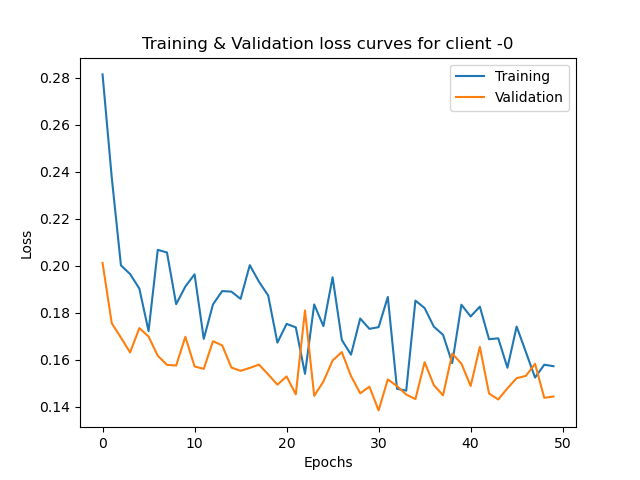 Training & Validation loss curves for client -0
Training
Validation
Loss
0.28
0.26
0.24
0.22
0.20
0.18
0.16
0.14
0
10
20
30
40
50
Epochs